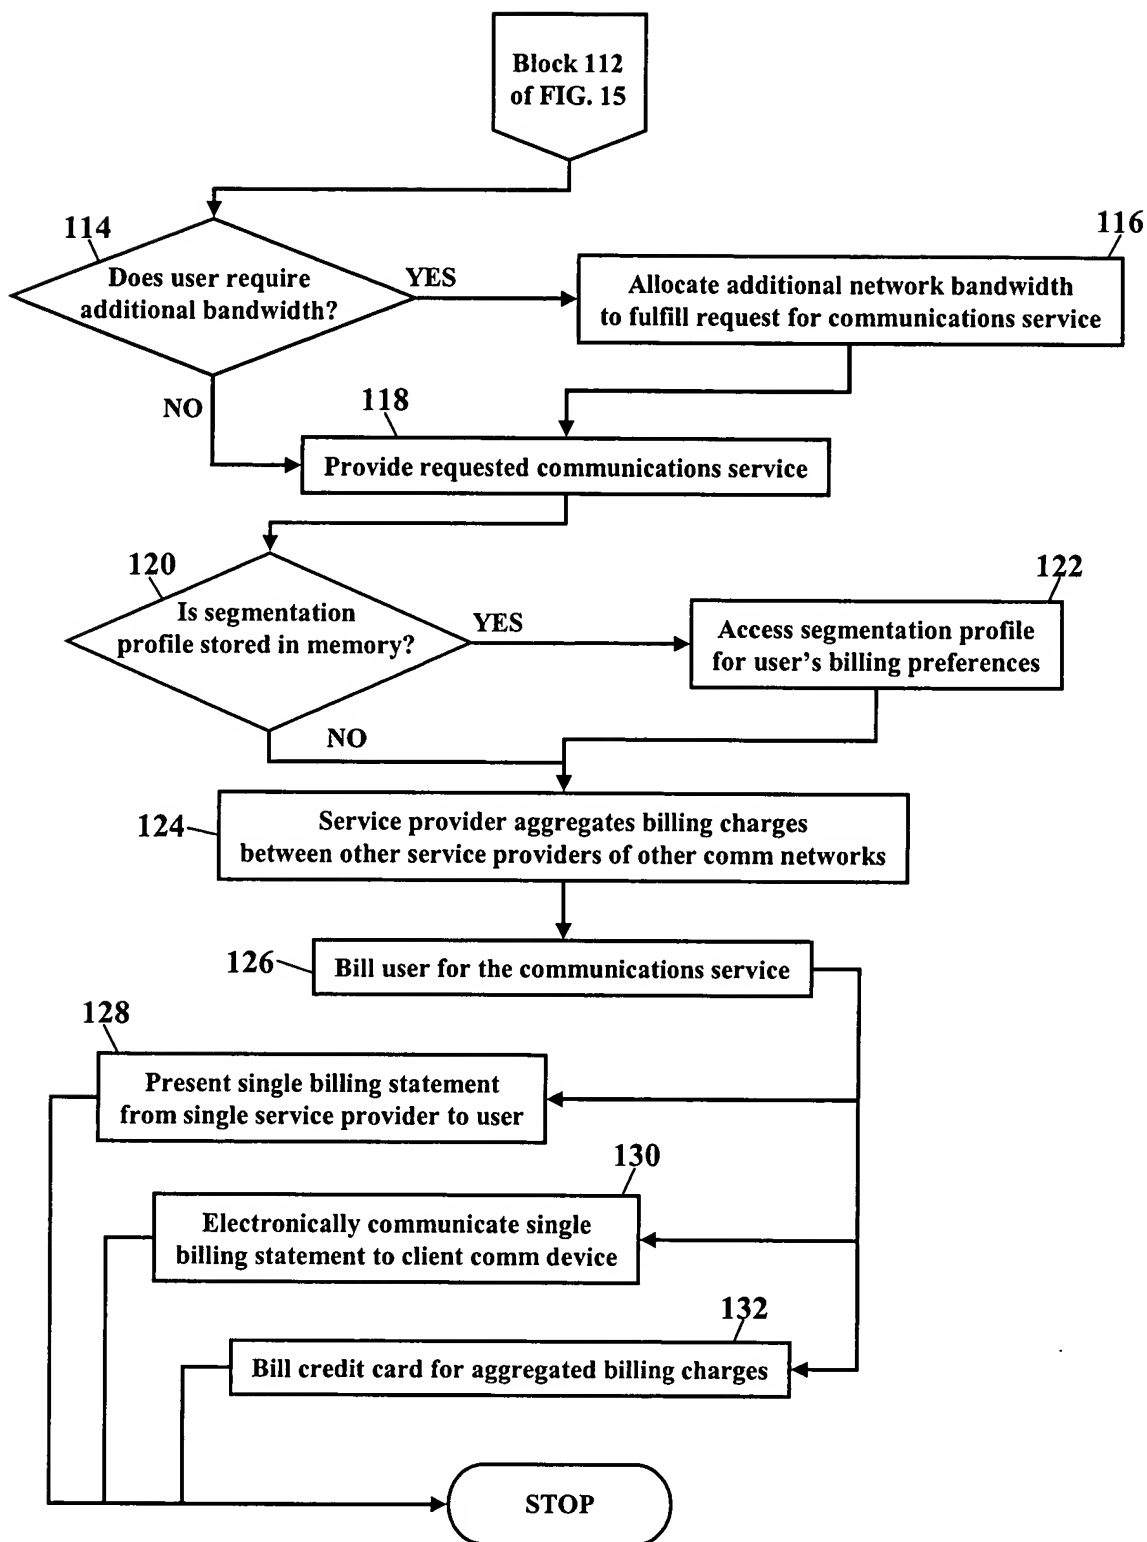 Block 112
of FIG. 15
114
Does user require
additional bandwidth?
YES
116
Allocate additional network bandwidth
to fulfill request for communications service
NO
118
Provide requested communications service
120
Is segmentation
profile stored in memory?
YES
122
Access segmentation profile
for user's billing preferences
NO
124
Service provider aggregates billing charges
between other service providers of other comm networks
126
Bill user for the communications service
128
Present single billing statement
from single service provider to user
130
Electronically communicate single
billing statement to client comm device
132
Bill credit card for aggregated billing charges
STOP